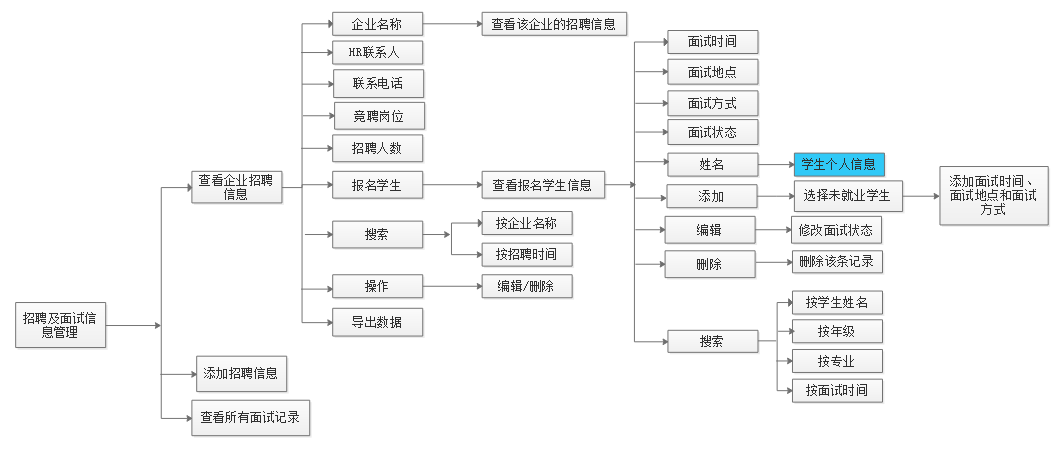 招聘及面试信
息管理
查看企业招聘
信息
添加招聘信息
查看所有面试记录
企业名称
HR联系人
联系电话
竟聘岗位
招聘人数
报名学生
搜索
操作
导出数据
查看该企业的招聘信息
查看报名学生信息
按企业名称
按招聘时间
编辑/删除
面试时间
面试地点
面试方式
面试状态
姓名
添加
编辑
删除
搜索
学生个人信息
选择未就业学生
修改面试状态
删除该条记录
按学生姓名
按年级
按专业
按面试时间
添加面试时间、
面试地点和面试
方式